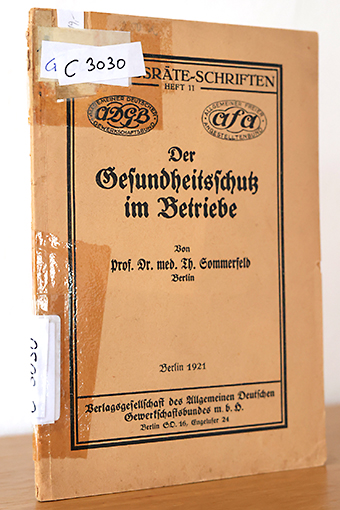 G C 3030
SRÄTE-SCHRIFTEN
HEFT 11
ALLGEMEINER DEUTSCHER
ADGB
GEWERKSCHAFTSBUND
ALLGEMEINER FREIER
afa
ANGESTELLTENBUND
Der
Gesundheitsschutz
im Betriebe
Von
Prof. Dr. med. Th. Sommerfeld
Berlin
Berlin 1921
Verlagsgesellschaft des Allgemeinen Deutschen
Gewerkschaftsbundes m. b. H.
Berlin SO. 16, Engelufer 24